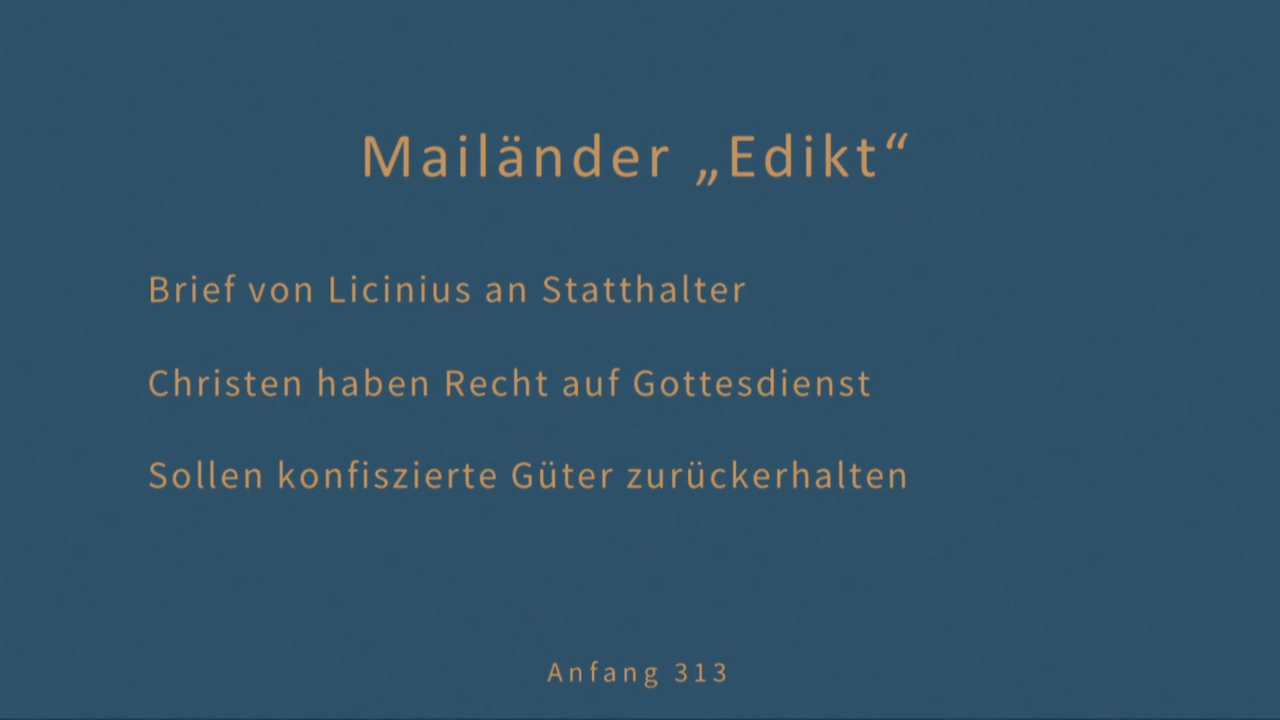 Mailänder „Edikt“
Brief von Licinius an Statthalter
Christen haben Recht auf Gottesdienst
Sollen konfiszierte Güter zurückerhalten
Anfang 313